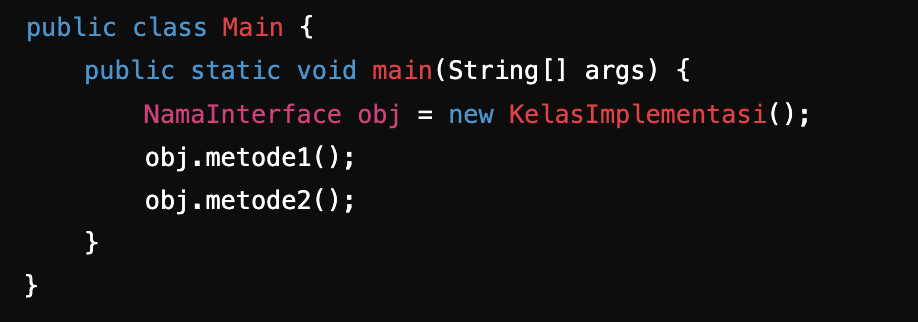 public class Main {
public static void main(String[] args) {
NamaInterface obj = new KelasImplementasi();
obj.metode1();
obj.metode2();
}
}